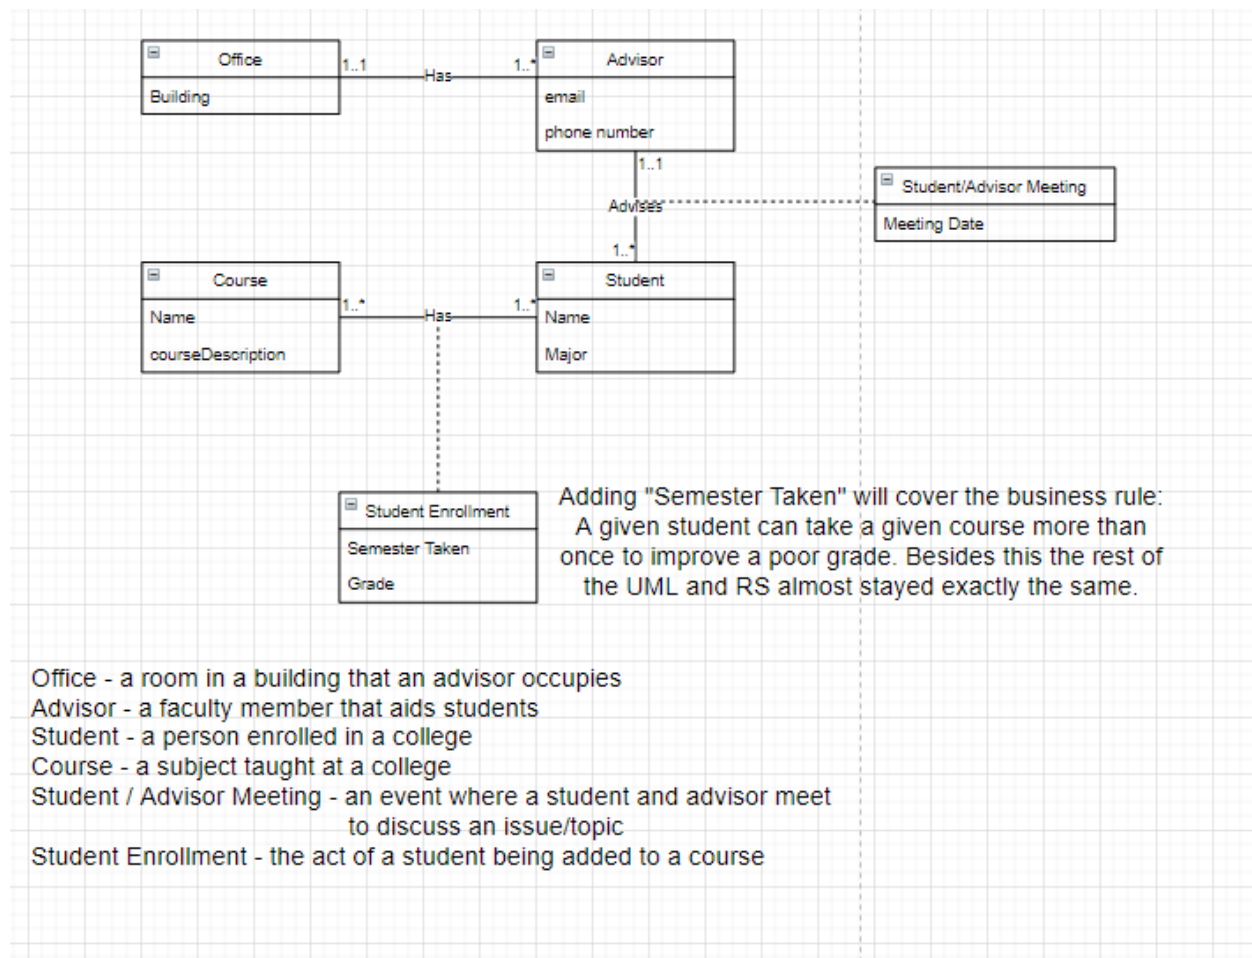 Office
Building
1..1
Has
1..*
Advisor
email
phone number
1..1
Advises
1..*
Student/Advisor Meeting
Meeting Date
Course
Name
courseDescription
1..*
Has
1..*
Student
Name
Major
Student Enrollment
Semester Taken
Grade
Adding "Semester Taken" will cover the business rule:
A given student can take a given course more than
once to improve a poor grade. Besides this the rest of
the UML and RS almost stayed exactly the same.
Office - a room in a building that an advisor occupies
Advisor - a faculty member that aids students
Student - a person enrolled in a college
Course - a subject taught at a college
Student / Advisor Meeting - an event where a student and advisor meet
to discuss an issue/topic
Student Enrollment - the act of a student being added to a course